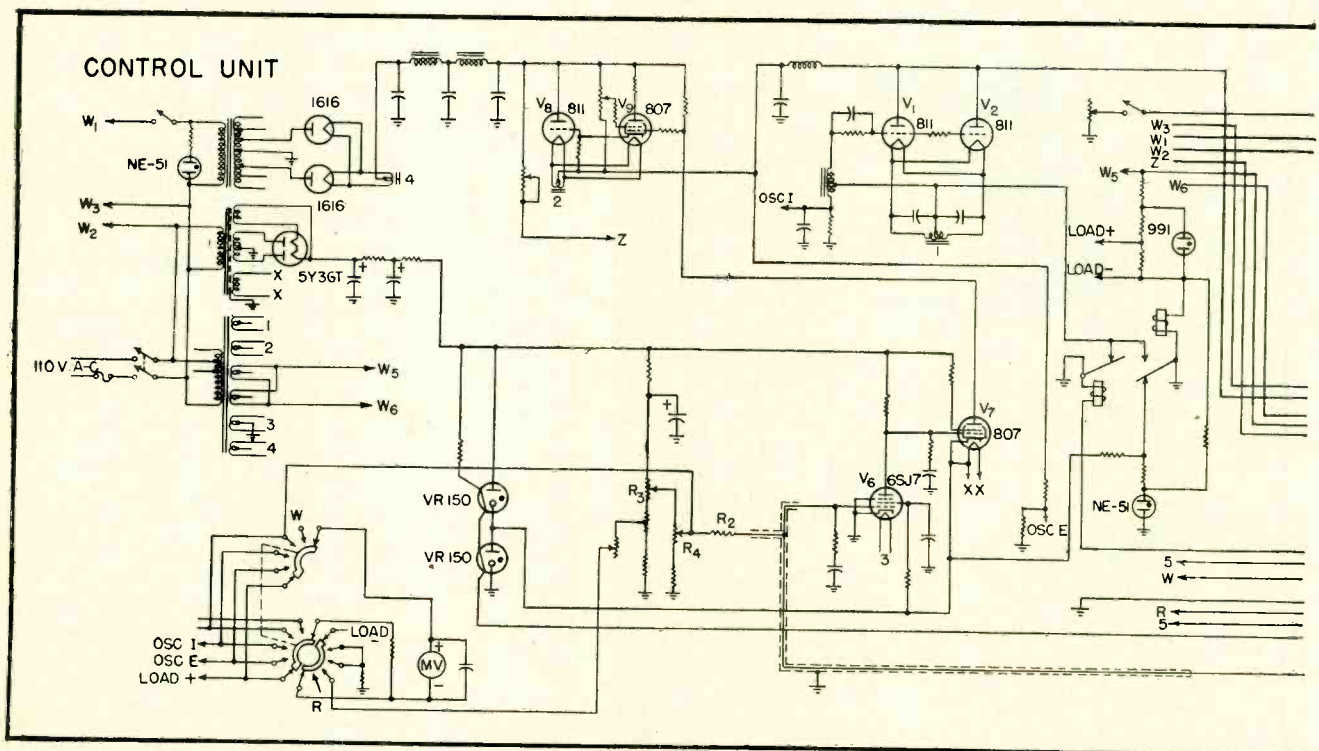 CONTROL UNIT
W1
NE-51
1616
H 4
W3
W2
1616
5Y3GT
X
X
1
2
110 V. A-C
W5
W6
3
4
V8 811
V9 807
2
Z
V1 811
V2 811
OSC I
1
W3
W1
W2
Z
W5
W6
LOAD+
991
LOAD-
V7
807
X X
V6 6SJ7
3
VR 150
VR 150
R3
R4
R2
OSC E
NE-51
5
W
R
5
W
OSC I
OSC E
LOAD +
R
LOAD
-
+
MV
-
+
+
+